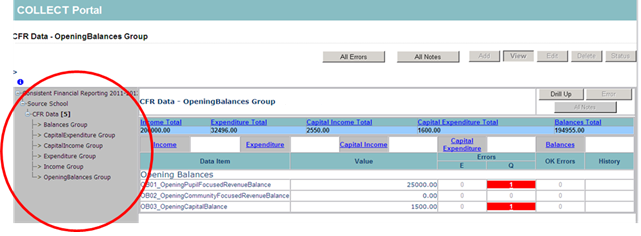 COLLECT Portal
CFR Data - OpeningBalances Group
All Errors All Notes Add View Edit Delete Status
>
Consistent Financial Reporting 2011-201
Source School
CFR Data [5]
--> Balances Group
--> CapitalExpenditure Group
--> CapitalIncome Group
--> Expenditure Group
--> Income Group
--> OpeningBalances Group
CFR Data - OpeningBalances Group
Drill Up Error
All Notes
Income Total Expenditure Total Capital Income Total Capital Expenditure Total Balances Total
200000.00 32496.00 2550.00 1600.00 194955.00
Income Expenditure Capital Income Capital Expenditure Balances
Data Item Value Errors OK Errors History
E Q
Opening Balances
OB01_OpeningPupilFocusedRevenueBalance 25000.00 0 1 0
OB02_OpeningCommunityFocusedRevenueBalance 0.00 0 0 0
OB03_OpeningCapitalBalance 1500.00 0 1 0